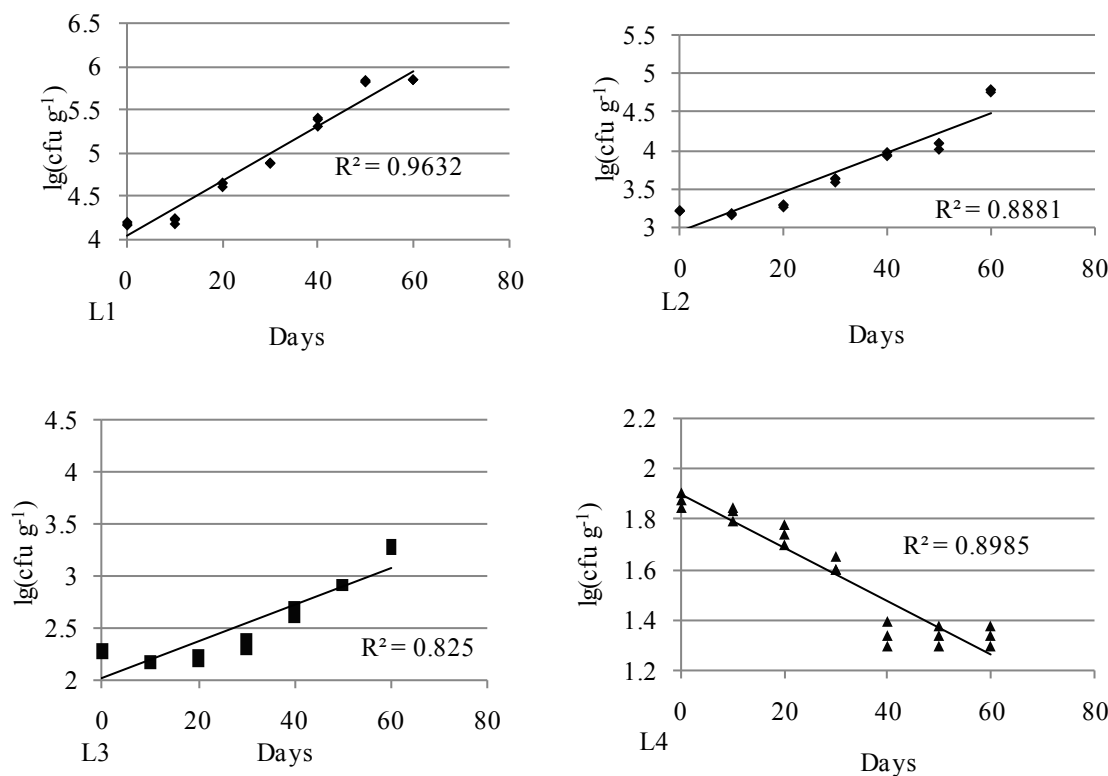 6.5
6
5.5
5
4.5
4
lg(cfu g⁻¹)
R² = 0.9632
0 20 40 60 80
L1
Days
5.5
5
4.5
4
3.5
3
lg(cfu g⁻¹)
R² = 0.8881
0 20 40 60 80
L2
Days
4.5
4
3.5
3
2.5
2
lg(cfu g⁻¹)
R² = 0.825
0 20 40 60 80
L3
Days
2.2
2
1.8
1.6
1.4
1.2
lg(cfu g⁻¹)
R² = 0.8985
0 20 40 60 80
L4
Days